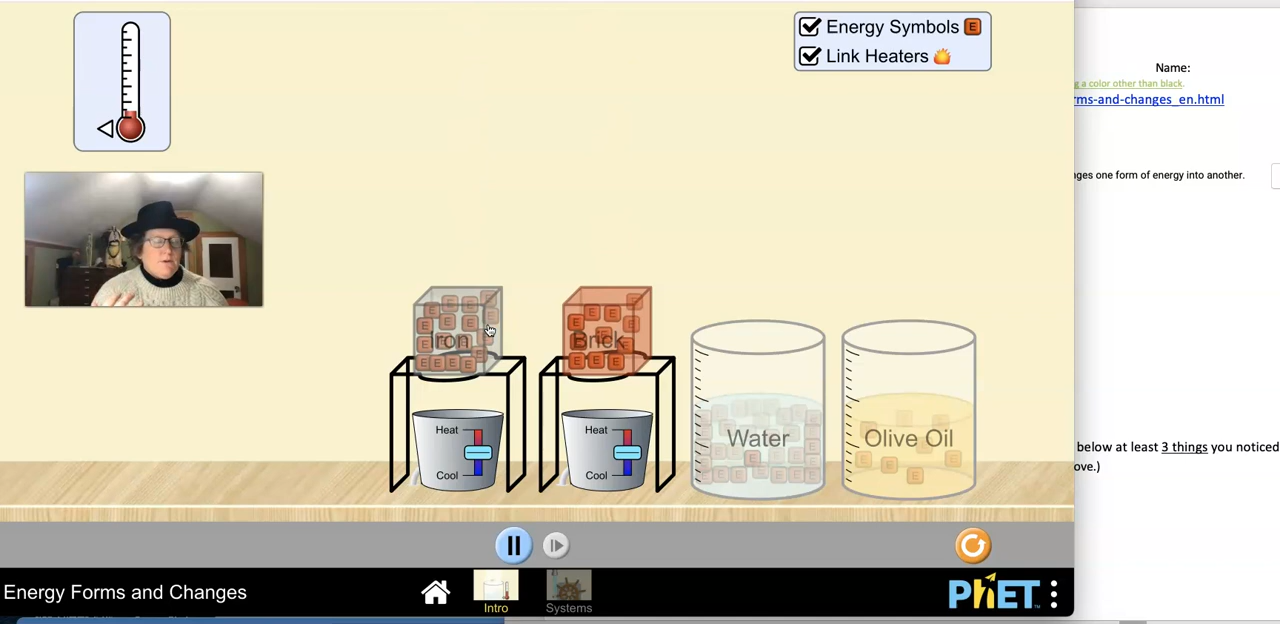 Energy Symbols E
Link Heaters
Name:
g a color other than black.
rms-and-changes_en.html
nges one form of energy into another.
Iron
Brick
Water
Olive Oil
Heat
Cool
Heat
Cool
below at least 3 things you noticed
ove.)
Energy Forms and Changes
Intro
Systems
PhET